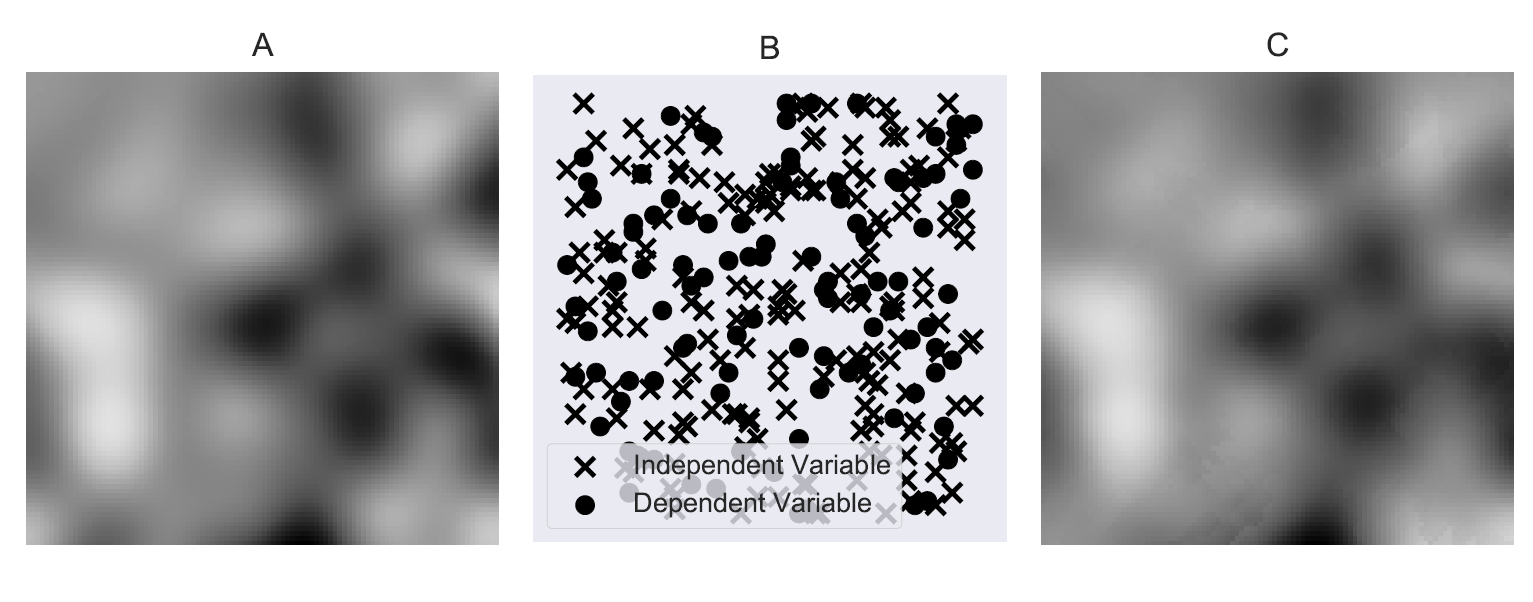 A
B
C
Independent Variable
Dependent Variable